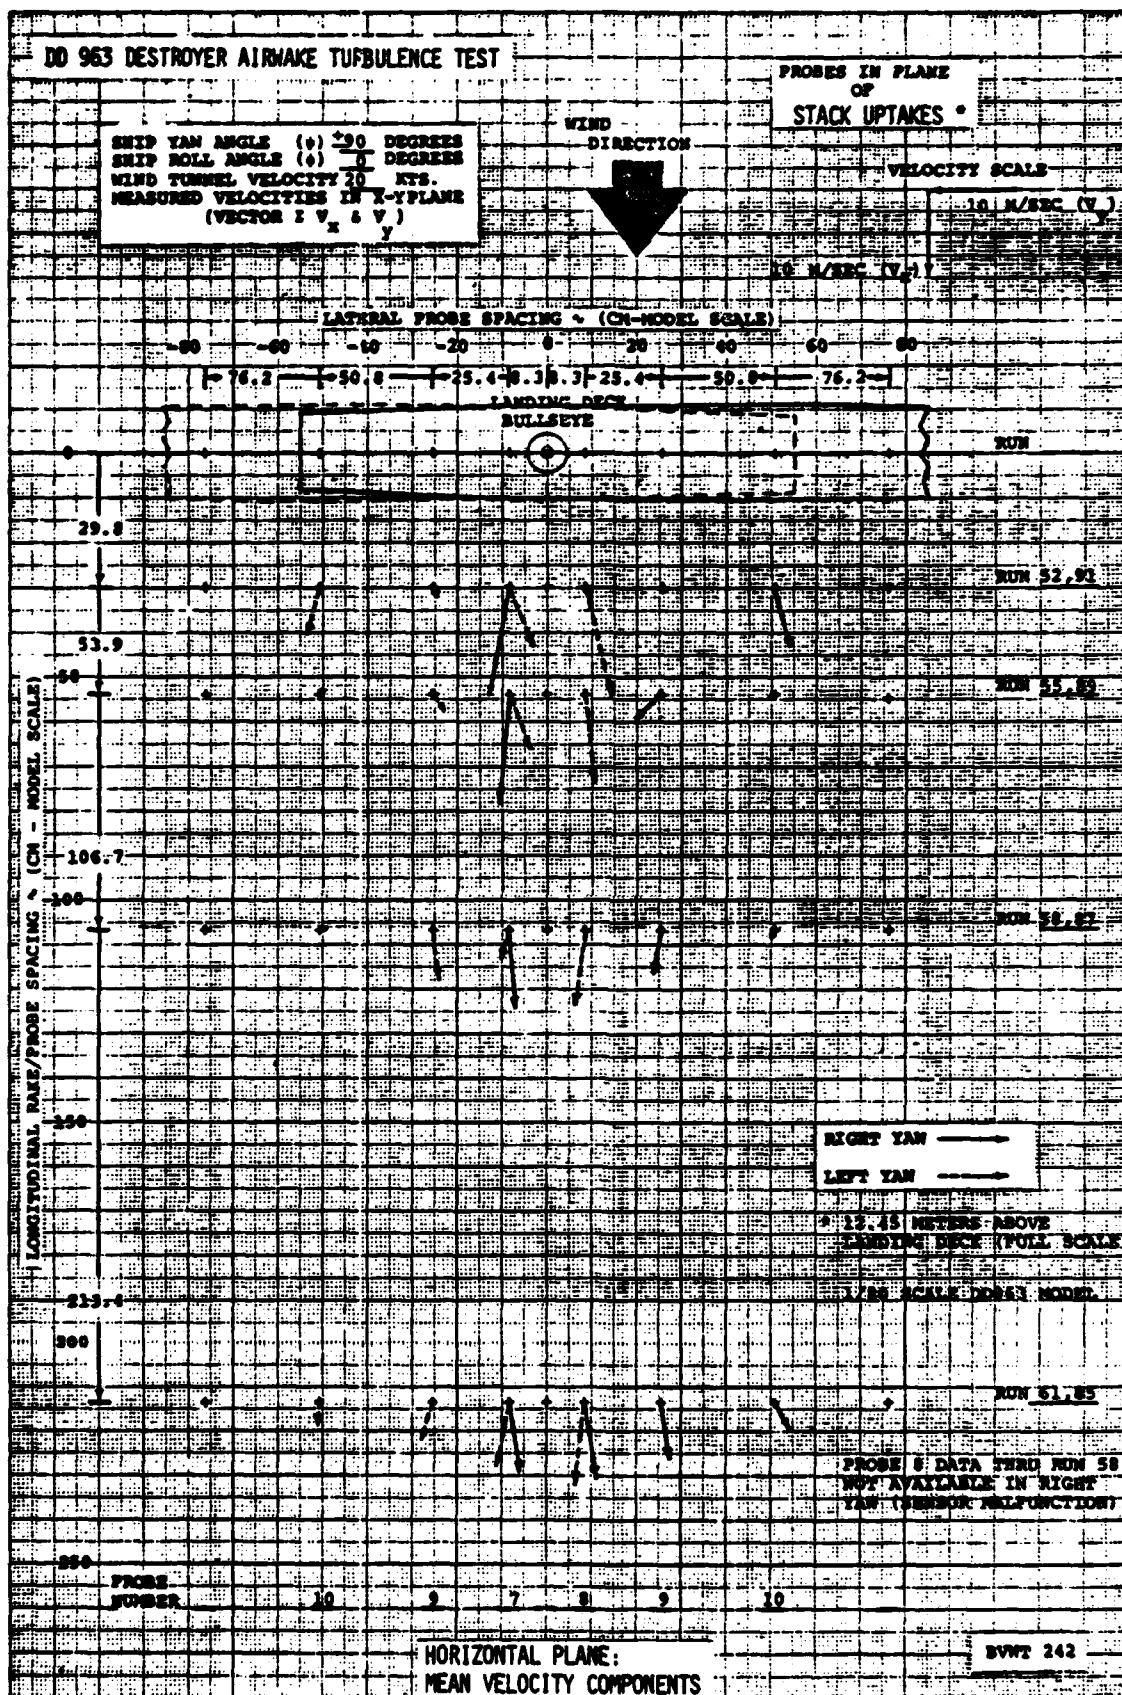 DD 963 DESTROYER AIRWAKE TUFBULENCE TEST
PROBES IN PLANE
OF
STACK UPTAKES *
SHIP YAN ANGLE (φ) +90 DEGREES
SHIP ROLL ANGLE (φ) 0 DEGREES
WIND TUNNEL VELOCITY 20 KTS.
MEASURED VELOCITIES IN X-YPLANE
(VECTOR Σ V x & V y)
WIND
DIRECTION
VELOCITY SCALE
10 M/SEC (V y)
10 M/SEC (V x)
LATERAL PROBE SPACING ~ (CM-MODEL SCALE)
-80 -60 -40 -20 0 20 40 60 80
76.2 50.8 25.4 8.3 8.3 25.4 50.8 76.2
LANDING DECK
BULLSEYE
RUN
0
29.8
RUN 52,91
53.9
50
RUN 55,89
106.7
100
RUN 58,87
150
LONGITUDINAL RAKE/PROBE SPACING ~ (CM - MODEL SCALE)
RIGHT YAW
LEFT YAW
* 12.45 METERS ABOVE
LANDING DECK (FULL SCALE
213.4
1/20 SCALE DD963 MODEL
200
RUN 61,85
PROBE 8 DATA THRU RUN 58
NOT AVAILABLE IN RIGHT
YAW (SENSOR MALFUNCTION)
250
PROBE
NUMBER
10 9 7 8 9 10
HORIZONTAL PLANE:
MEAN VELOCITY COMPONENTS
BVWT 242